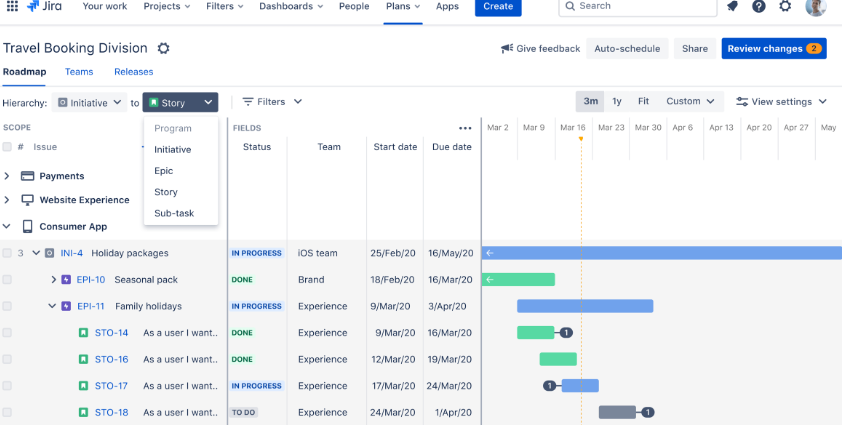 Jira Your work Projects Filters Dashboards People Plans Apps Create Search
Travel Booking Division Give feedback Auto-schedule Share Review changes 2
Roadmap Teams Releases
Hierarchy: Initiative to Story Filters 3m 1y Fit Custom View settings
SCOPE FIELDS ••• Mar 2 Mar 9 Mar 16 Mar 23 Mar 30 Apr 6 Apr 13 Apr 20 Apr 27 May
# Issue Status Team Start date Due date
Program
Initiative
Epic
Story
Sub-task
Payments
Website Experience
Consumer App
3 INI-4 Holiday packages IN PROGRESS iOS team 25/Feb/20 16/May/20
EPI-10 Seasonal pack DONE Brand 18/Feb/20 16/Mar/20
EPI-11 Family holidays IN PROGRESS Experience 9/Mar/20 3/Apr/20
STO-14 As a user I want.. DONE Experience 9/Mar/20 16/Mar/20 1
STO-16 As a user I want.. DONE Experience 12/Mar/20 19/Mar/20
STO-17 As a user I want.. IN PROGRESS Experience 17/Mar/20 24/Mar/20 1
STO-18 As a user I want.. TO DO Experience 24/Mar/20 1/Apr/20 1